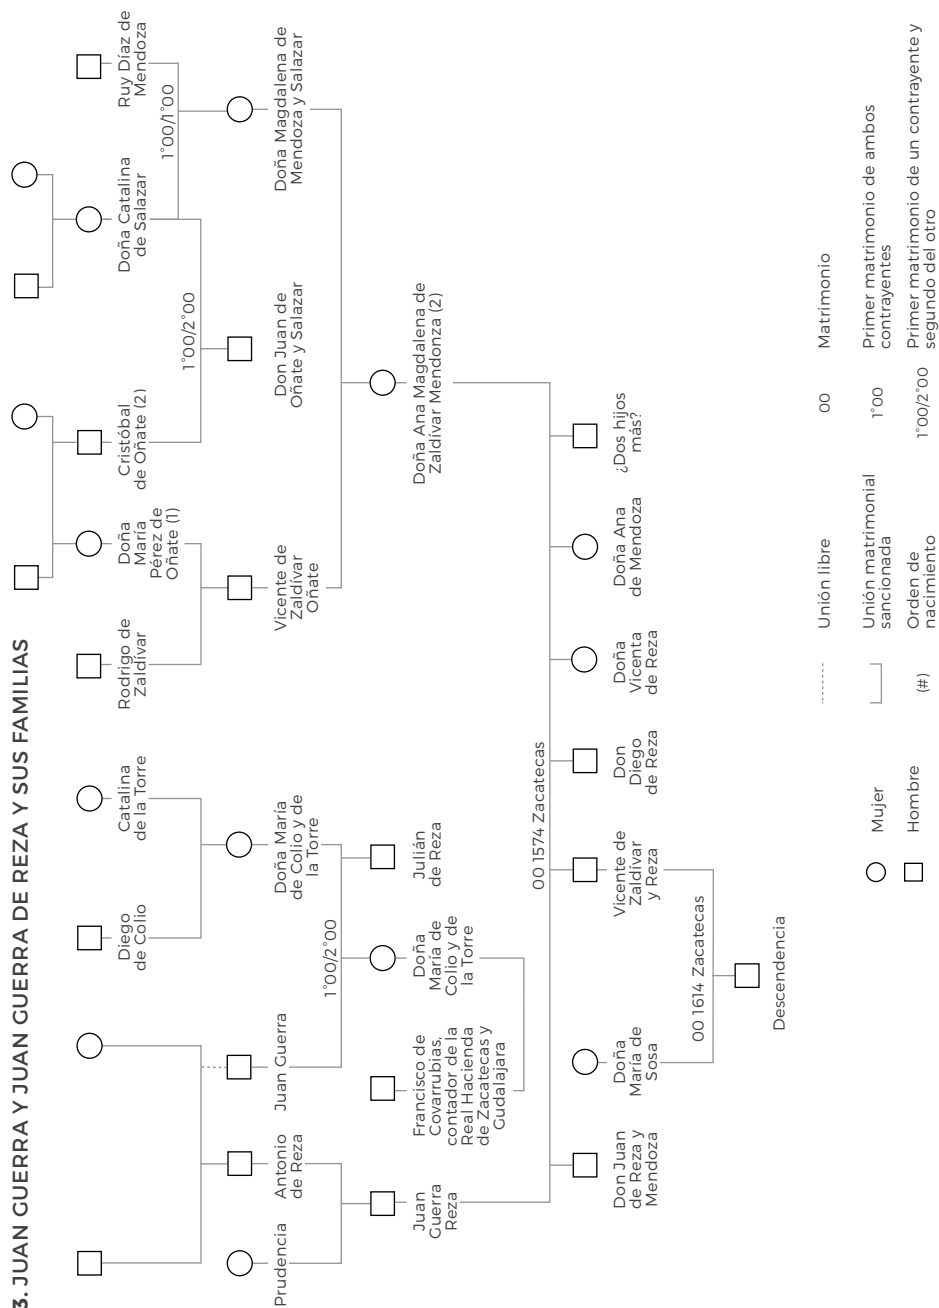 3. JUAN GUERRA Y JUAN GUERRA DE REZA Y SUS FAMILIAS
Diego
de Colio
Catalina
de la Torre
Rodrigo de
Zaldívar
Doña
María
Pérez de
Oñate (1)
Cristóbal
de Oñate (2)
Doña Catalina
de Salazar
Ruy Díaz de
Mendoza
1°00/2°00
1°00/1°00
Prudencia
Antonio
de Reza
Juan Guerra
Doña María
de Colio y de
la Torre
Vicente de
Zaldívar
Oñate
Don Juan de
Oñate y Salazar
Doña Magdalena de
Mendoza y Salazar
1°00/2°00
Juan
Guerra
Reza
Francisco de
Covarrubias,
contador de la
Real Hacienda
de Zacatecas y
Gudalajara
Doña
María de
Colio y de
la Torre
Julián
de Reza
Doña Ana Magdalena de
Zaldívar Mendonza (2)
00 1574 Zacatecas
Don Juan
de Reza y
Mendoza
Doña
María de
Sosa
Vicente de
Zaldívar
y Reza
Don
Diego
de Reza
Doña
Vicenta
de Reza
Doña Ana
de Mendoza
¿Dos hijos
más?
00 1614 Zacatecas
Descendencia
Mujer
Hombre
Unión libre
Unión matrimonial
sancionada
(#)
Orden de
nacimiento
00
Matrimonio
1°00
Primer matrimonio de ambos
contrayentes
1°00/2°00
Primer matrimonio de un contrayente y
segundo del otro